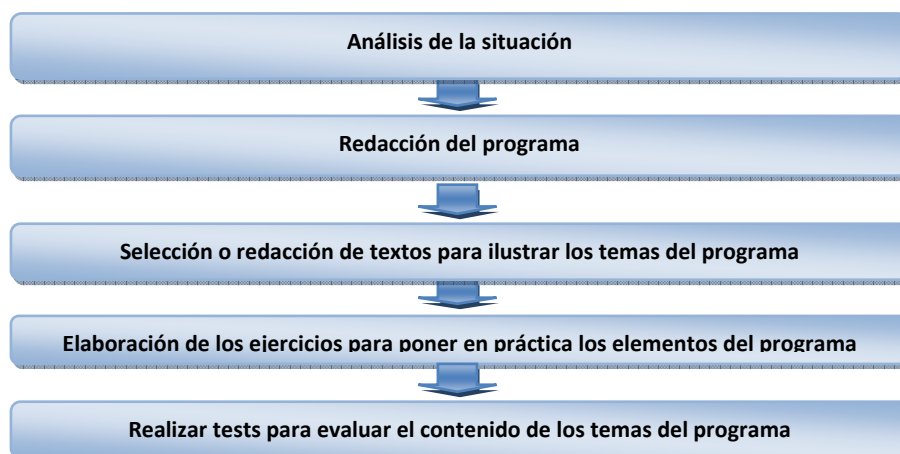 Análisis de la situación
Redacción del programa
Selección o redacción de textos para ilustrar los temas del programa
Elaboración de los ejercicios para poner en práctica los elementos del programa
Realizar tests para evaluar el contenido de los temas del programa